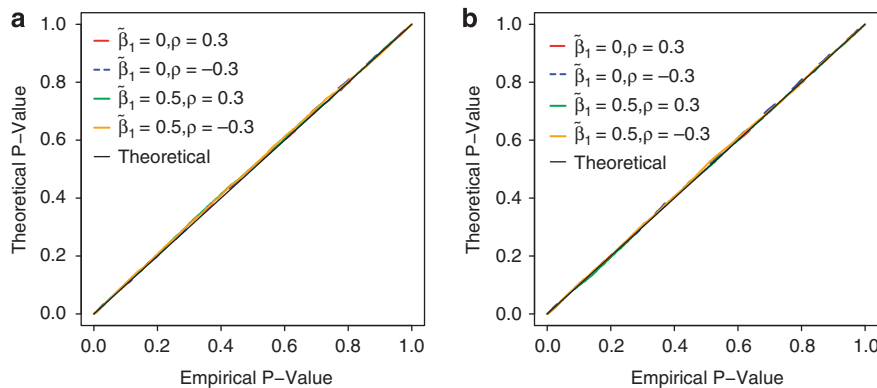 a
1.0
0.8
0.6
0.4
0.2
0.0
Theoretical P−Value
β̃₁ = 0,ρ = 0.3
β̃₁ = 0,ρ = −0.3
β̃₁ = 0.5,ρ = 0.3
β̃₁ = 0.5,ρ = −0.3
Theoretical
0.0 0.2 0.4 0.6 0.8 1.0
Empirical P−Value
b
1.0
0.8
0.6
0.4
0.2
0.0
Theoretical P−Value
β̃₁ = 0,ρ = 0.3
β̃₁ = 0,ρ = −0.3
β̃₁ = 0.5,ρ = 0.3
β̃₁ = 0.5,ρ = −0.3
Theoretical
0.0 0.2 0.4 0.6 0.8 1.0
Empirical P−Value